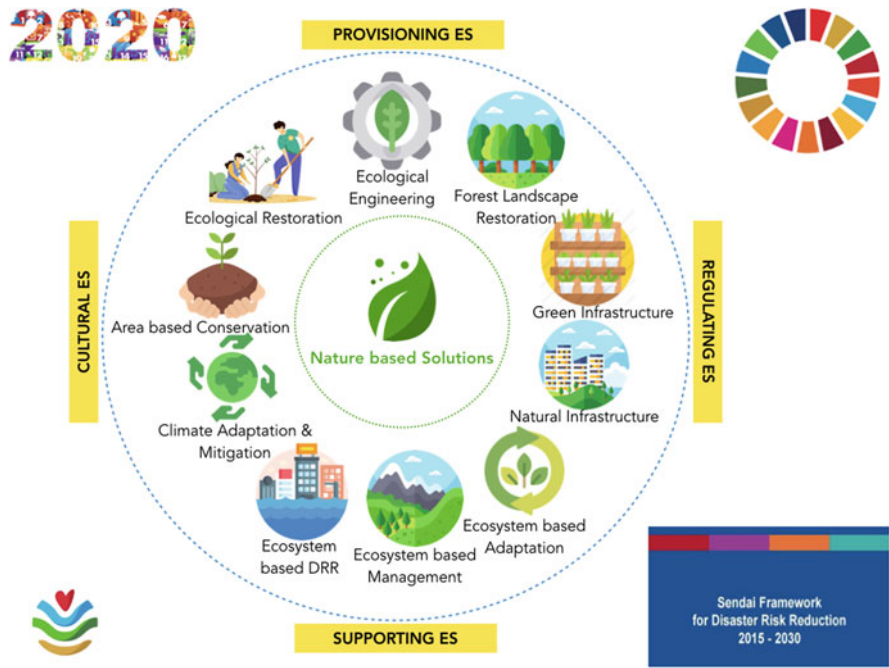 2020
PROVISIONING ES
Ecological
Engineering
Ecological Restoration
Forest Landscape
Restoration
CULTURAL ES
REGULATING ES
Area based Conservation
Green Infrastructure
Nature based Solutions
Natural Infrastructure
Climate Adaptation &
Mitigation
Ecosystem
based DRR
Ecosystem based
Management
Ecosystem based
Adaptation
SUPPORTING ES
Sendai Framework
for Disaster Risk Reduction
2015 - 2030